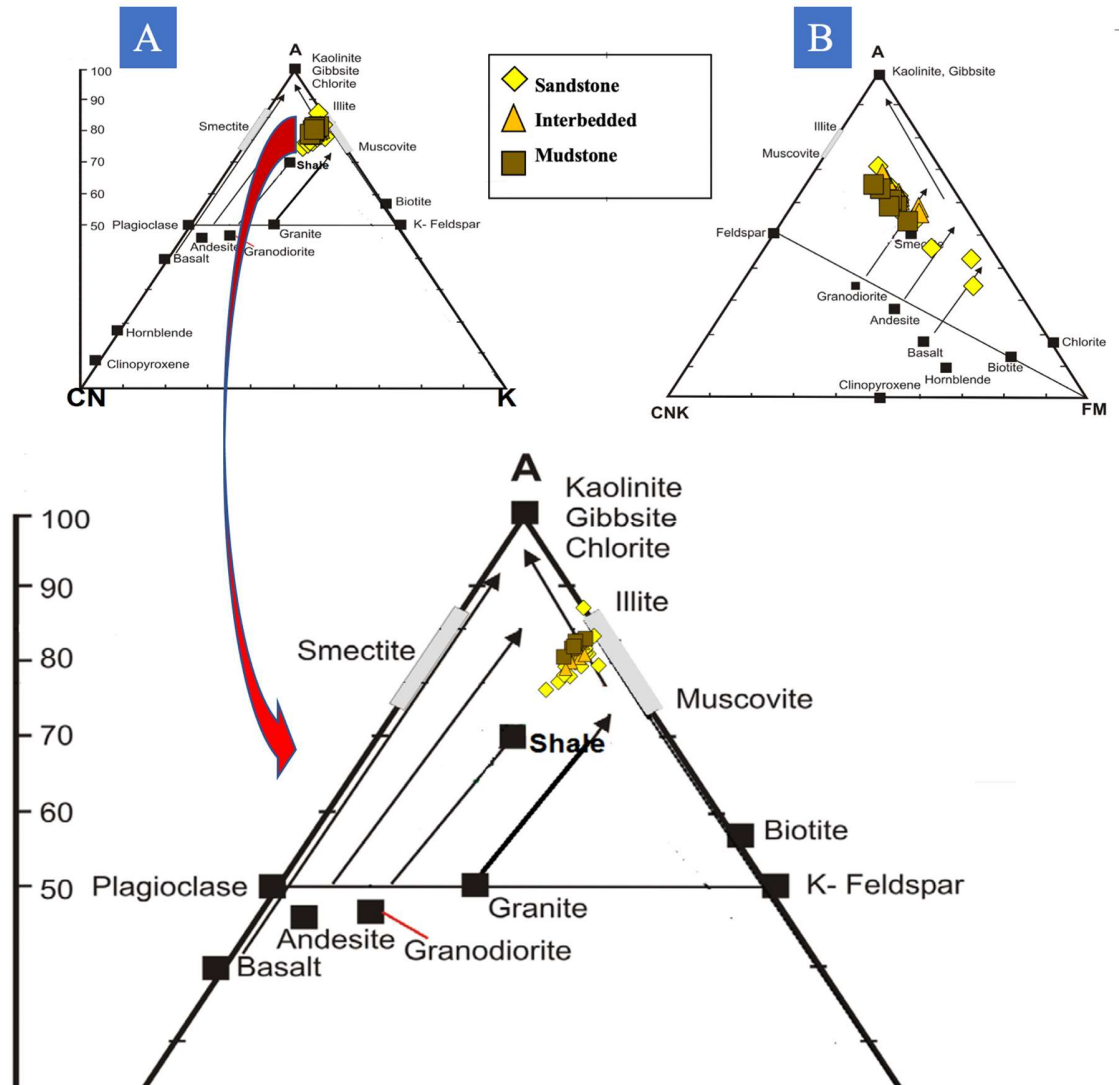 A
A
Kaolinite
Gibbsite
Chlorite
100
90
80
70
60
50
Smectite
Illite
Muscovite
Shale
Biotite
Plagioclase
K- Feldspar
Granite
Andesite
Granodiorite
Basalt
Hornblende
Clinopyroxene
CN
K
Sandstone
Interbedded
Mudstone
B
A
Kaolinite, Gibbsite
Illite
Muscovite
Feldspar
Smectite
Granodiorite
Andesite
Basalt
Chlorite
Biotite
Hornblende
Clinopyroxene
CNK
FM
A
Kaolinite
Gibbsite
Chlorite
100
90
80
70
60
50
Illite
Smectite
Muscovite
Shale
Biotite
Plagioclase
K- Feldspar
Granite
Andesite
Granodiorite
Basalt